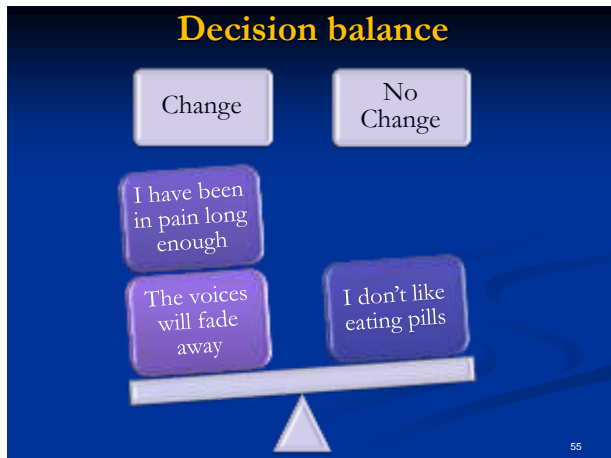 Decision balance
Change
No
Change
I have been
in pain long
enough
The voices
will fade
away
I don’t like
eating pills
55